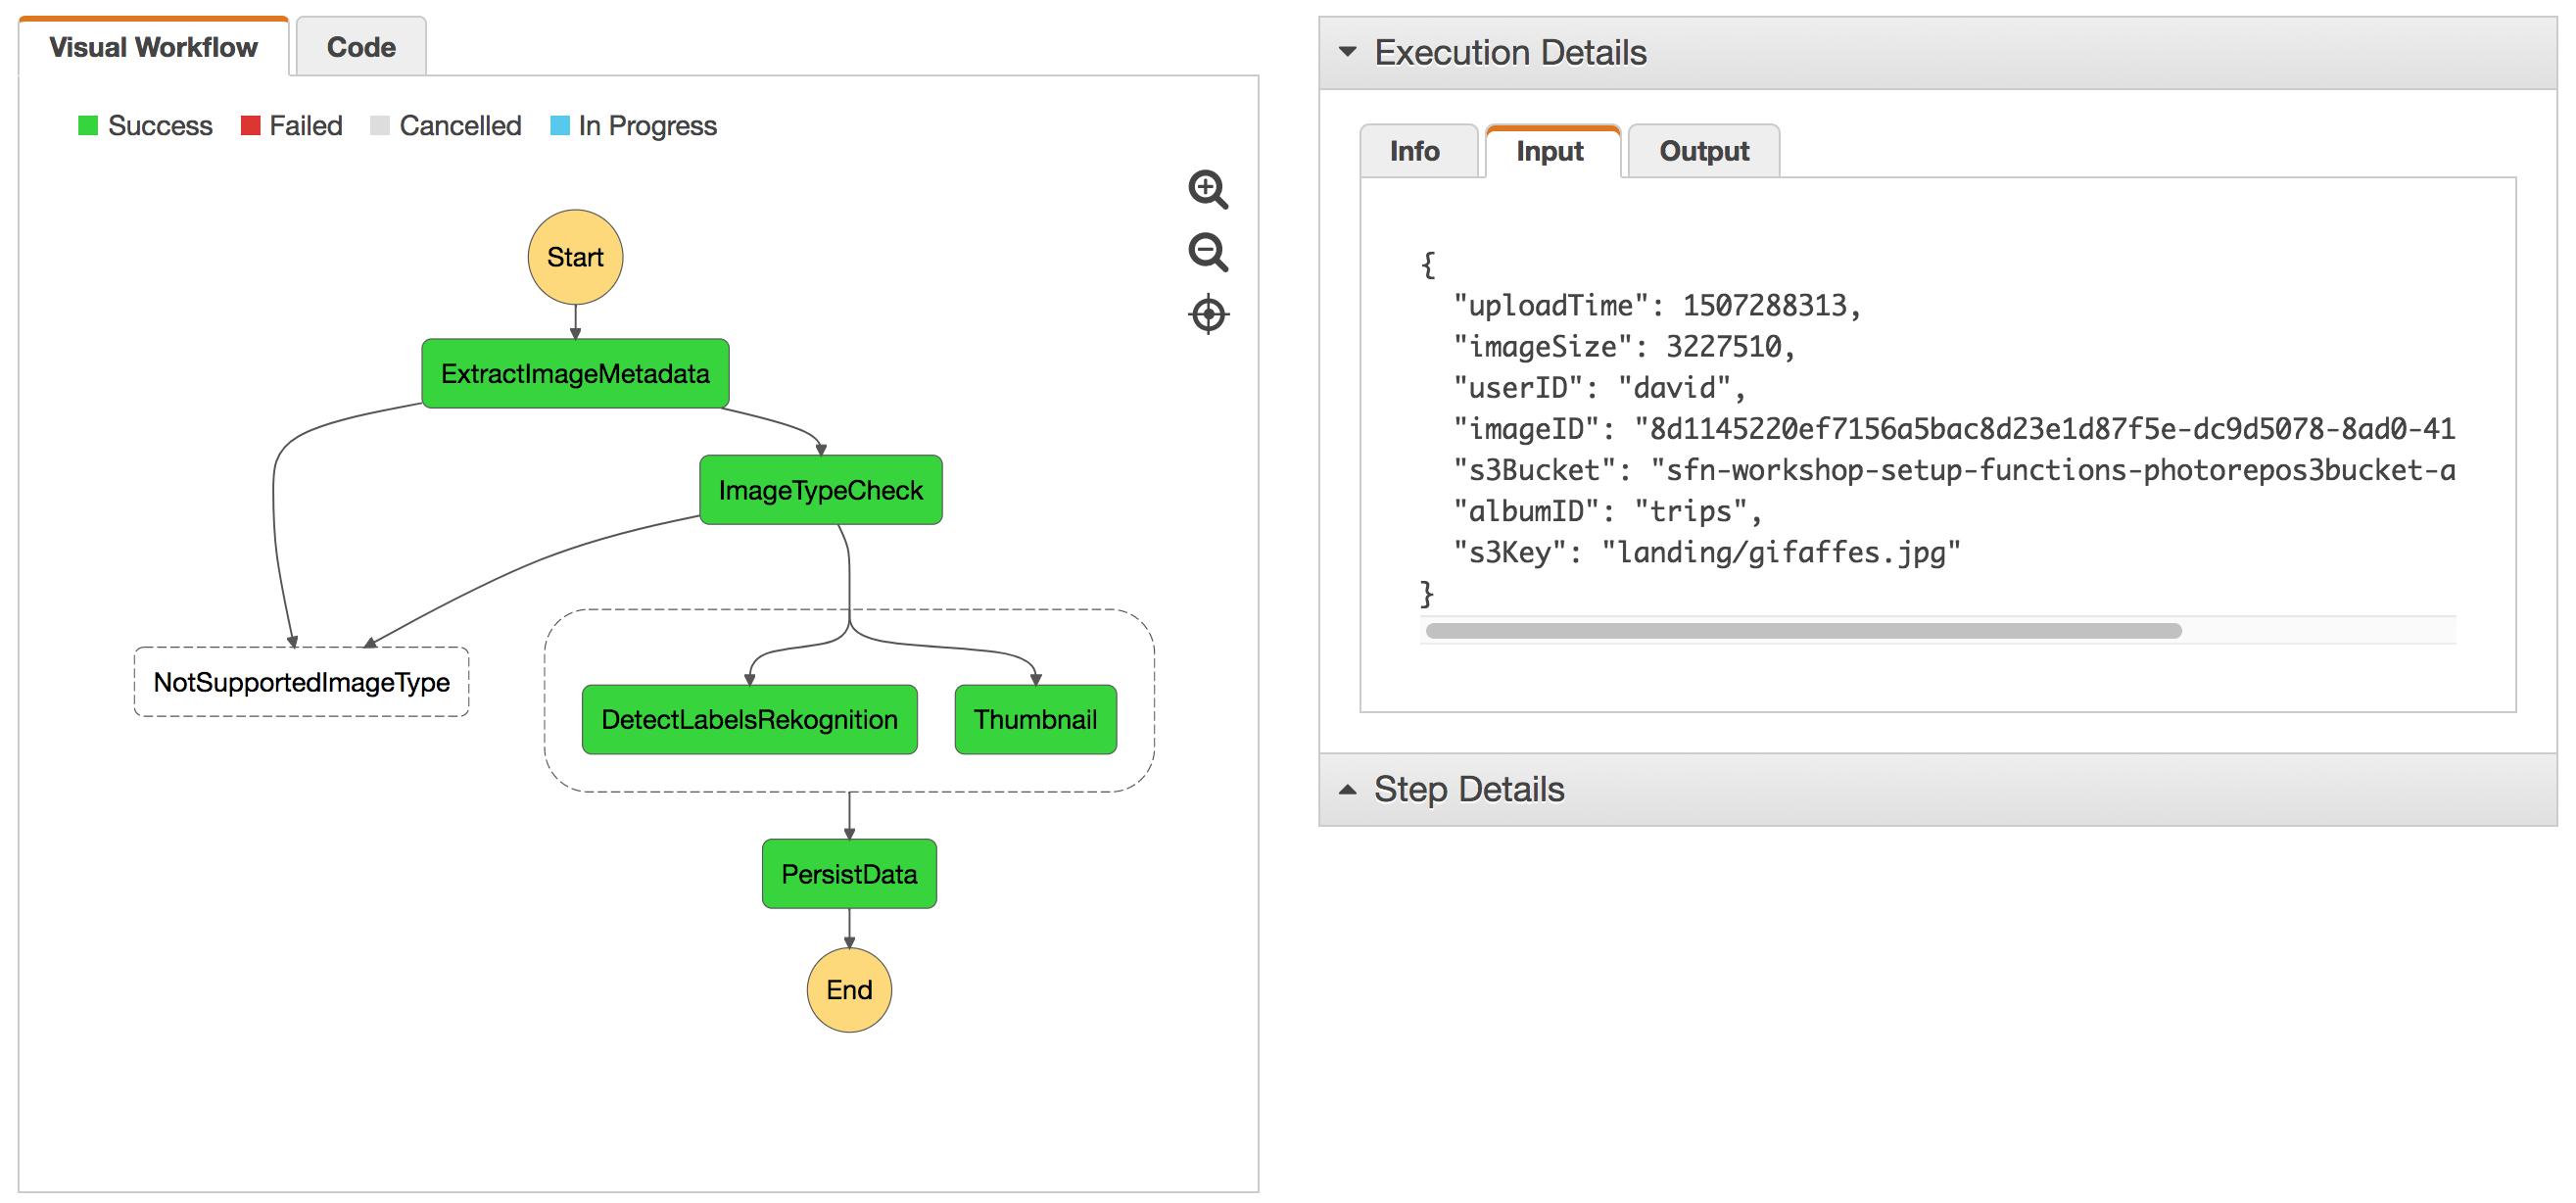 Visual Workflow
Code
Success
Failed
Cancelled
In Progress
Start
ExtractImageMetadata
ImageTypeCheck
NotSupportedImageType
DetectLabelsRekognition
Thumbnail
PersistData
End
Execution Details
Info
Input
Output
{
"uploadTime": 1507288313,
"imageSize": 3227510,
"userID": "david",
"imageID": "8d1145220ef7156a5bac8d23e1d87f5e-dc9d5078-8ad0-41
"s3Bucket": "sfn-workshop-setup-functions-photorepos3bucket-a
"albumID": "trips",
"s3Key": "landing/gifaffes.jpg"
}
Step Details